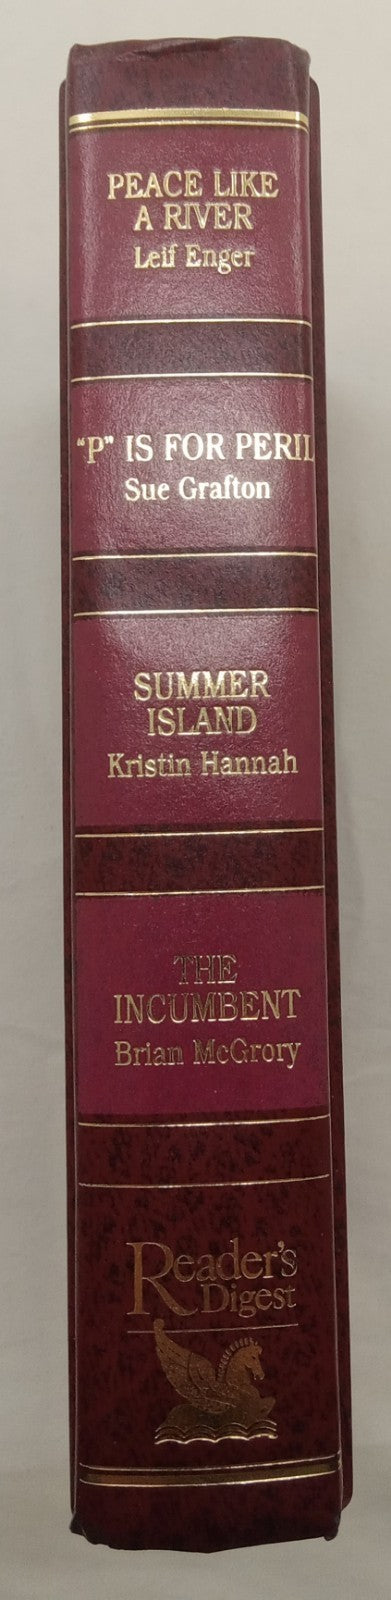 PEACE LIKE
A RIVER
Leif Enger
"P" IS FOR PERIL
Sue Grafton
SUMMER
ISLAND
Kristin Hannah
THE
INCUMBENT
Brian McGrory
Reader's
Digest